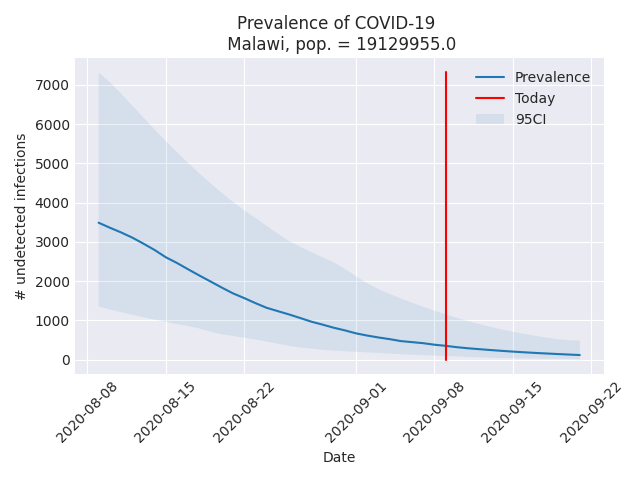 Prevalence of COVID-19
Malawi, pop. = 19129955.0
Prevalence
Today
95CI
7000
6000
5000
4000
3000
2000
1000
0
# undetected infections
2020-08-08
2020-08-15
2020-08-22
2020-09-01
2020-09-08
2020-09-15
2020-09-22
Date